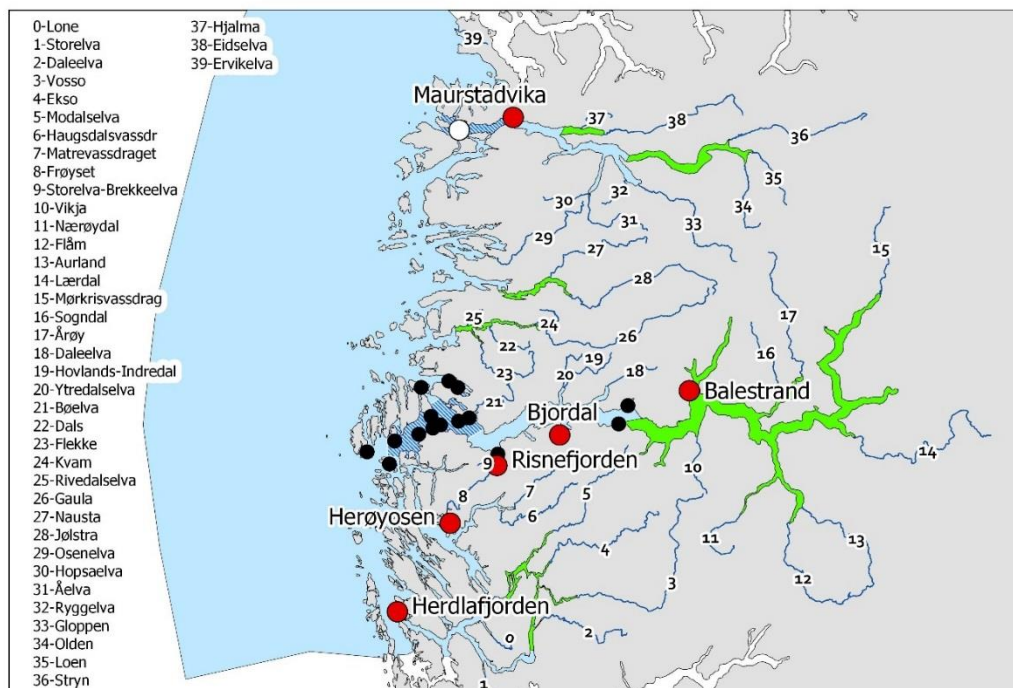 0-Lone
1-Storelva
2-Daleelva
3-Vosso
4-Ekso
5-Modalselva
6-Haugsdalsvassdr
7-Matrevassdraget
8-Frøyset
9-Storelva-Brekkeelva
10-Vikja
11-Nærøydal
12-Flåm
13-Aurland
14-Lærdal
15-Mørkrisvassdrag
16-Sogndal
17-Årøy
18-Daleelva
19-Hovlands-Indredal
20-Ytredalselva
21-Bøelva
22-Dals
23-Flekke
24-Kvam
25-Rivedalselva
26-Gaula
27-Nausta
28-Jølstra
29-Osenelva
30-Hopsaelva
31-Åelva
32-Ryggelva
33-Gloppen
34-Olden
35-Loen
36-Stryn
37-Hjalma
38-Eidselva
39-Ervikelva
39
Maurstadvika
37
38
36
35
32
30
34
31
33
29
27
15
28
25
24
17
22
26
16
19
23
20
18
Balestrand
21
Bjordal
14
9
Risnefjorden
10
7
5
8
6
Herøyosen
13
11
4
12
3
Herdlafjorden
0
2
1